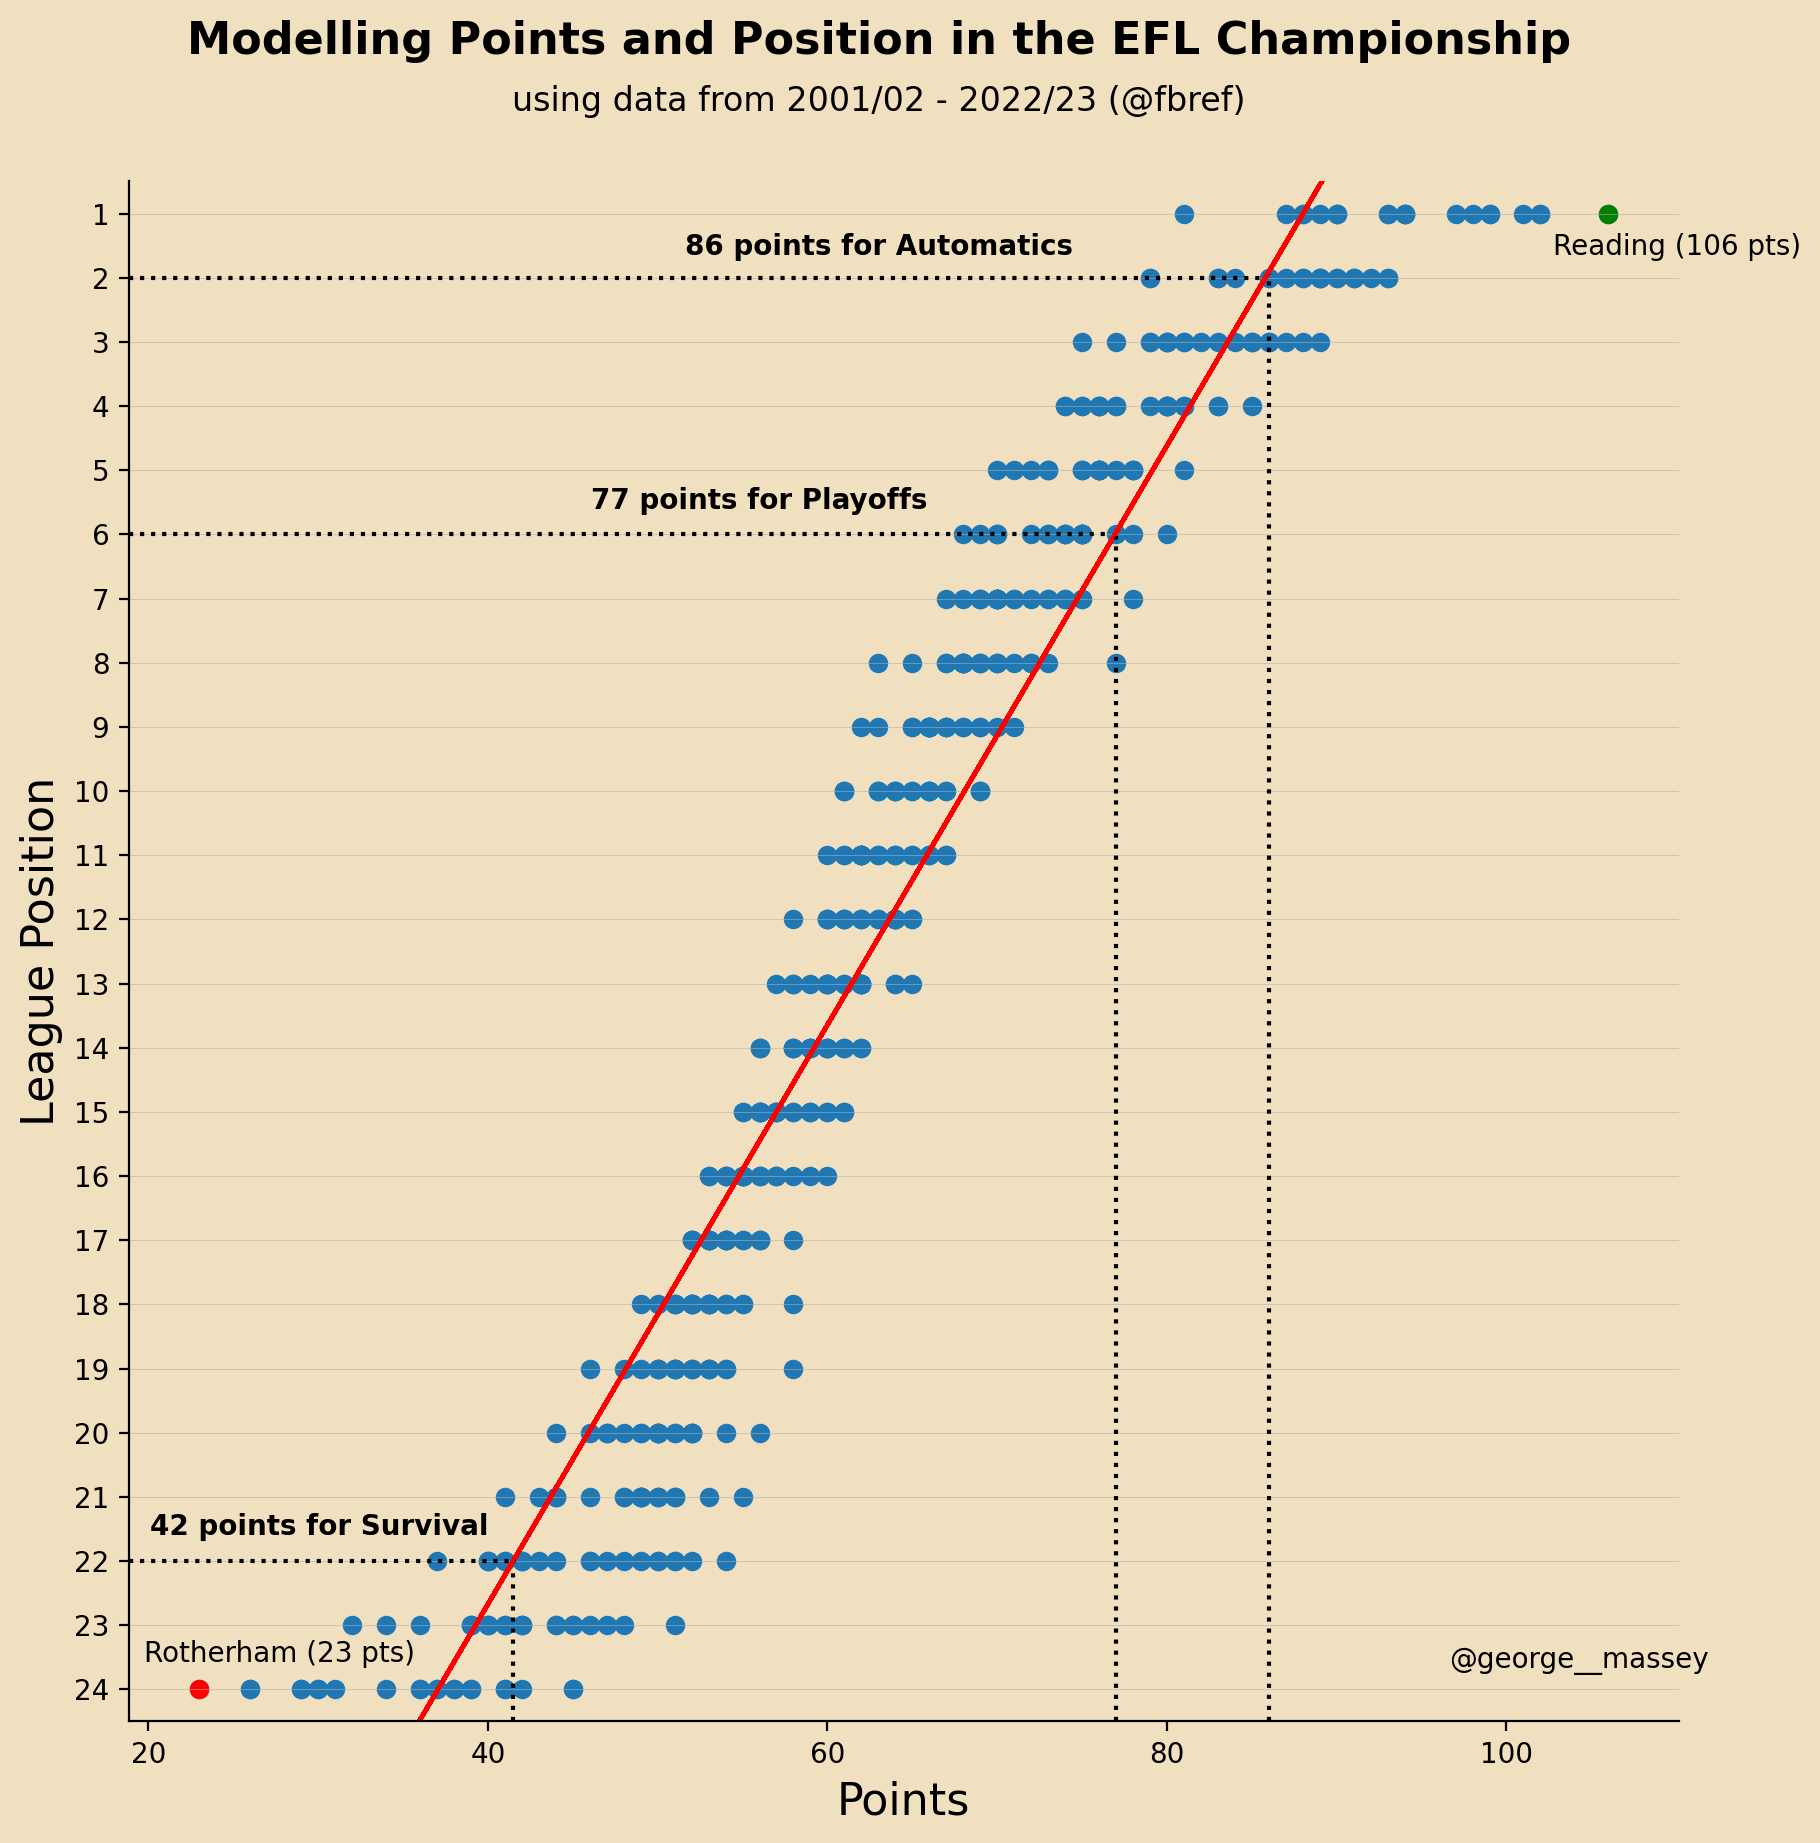 Modelling Points and Position in the EFL Championship
using data from 2001/02 - 2022/23 (@fbref)
1
86 points for Automatics
Reading (106 pts)
2
3
4
5
77 points for Playoffs
6
7
8
9
10
11
12
13
14
15
16
17
18
19
20
21
42 points for Survival
22
23
Rotherham (23 pts)
@george__massey
24
League Position
20 40 60 80 100
Points